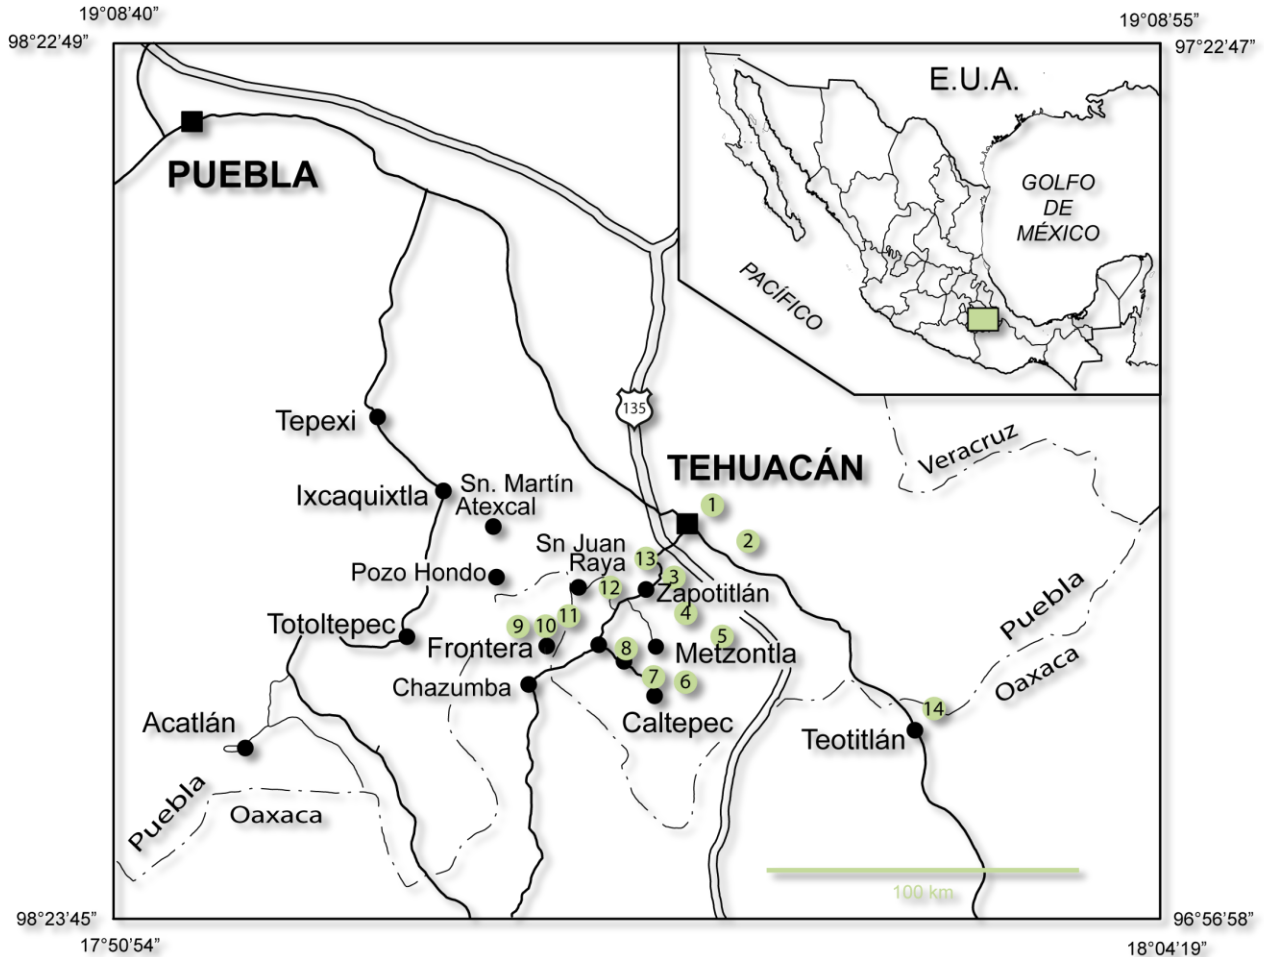 19°08'40"
19°08'55"
98°22'49"
97°22'47"
E.U.A.
PUEBLA
GOLFO
DE
MÉXICO
PACÍFICO
135
Tepexi
Veracruz
TEHUACÁN
Ixcaquixtla
Sn. Martín
Atexcal
1
2
Sn Juan
Raya
13
Pozo Hondo
3
12
Zapotitlán
4
11
Puebla
Totoltepec
9
10
5
Frontera
8
Metzontla
Oaxaca
Chazumba
7
6
Caltepec
14
Acatlán
Teotitlán
Puebla
Oaxaca
100 km
98°23'45"
96°56'58"
17°50'54"
18°04'19"